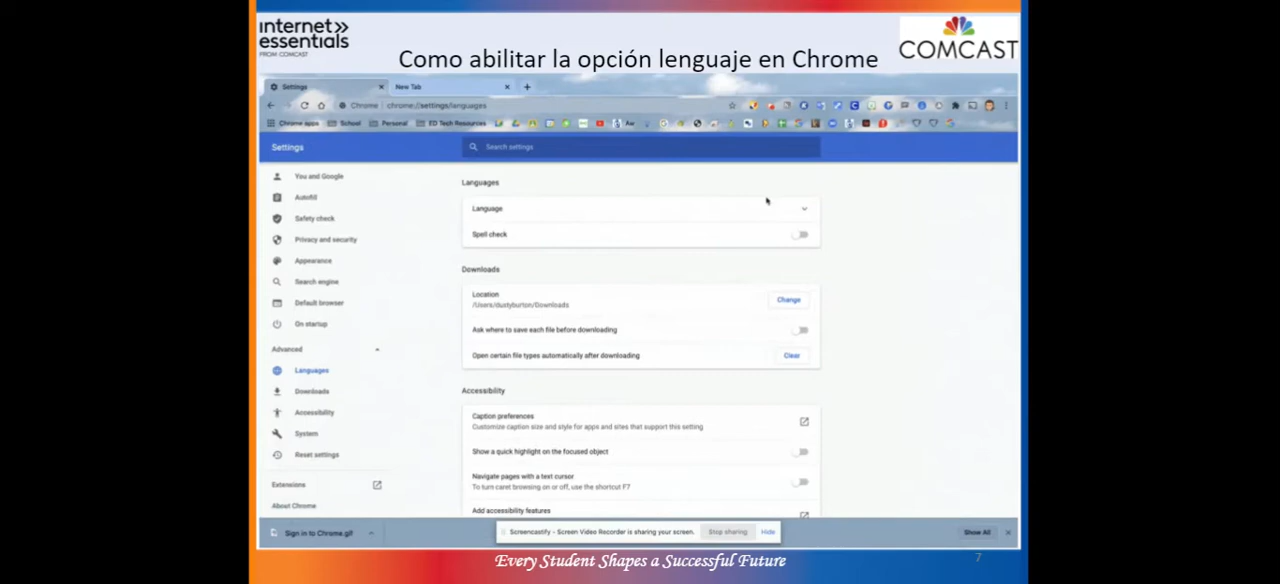 internet>>
essentials
FROM COMCAST
COMCAST
Como abilitar la opción lenguaje en Chrome
Settings
New Tab
Chrome | chrome://settings/languages
Chrome apps
School
Personal
ED Tech Resources
Aw
Settings
Search settings
You and Google
Autofill
Safety check
Privacy and security
Appearance
Search engine
Default browser
On startup
Advanced
Languages
Downloads
Accessibility
System
Reset settings
Extensions
About Chrome
Languages
Language
Spell check
Downloads
Location
/Users/dustyburton/Downloads
Change
Ask where to save each file before downloading
Open certain file types automatically after downloading
Clear
Accessibility
Caption preferences
Customize caption size and style for apps and sites that support this setting
Show a quick highlight on the focused object
Navigate pages with a text cursor
To turn caret browsing on or off, use the shortcut F7
Add accessibility features
Sign in to Chrome.gif
Screencastify - Screen Video Recorder is sharing your screen.
Stop sharing
Hide
Show All
Every Student Shapes a Successful Future
7